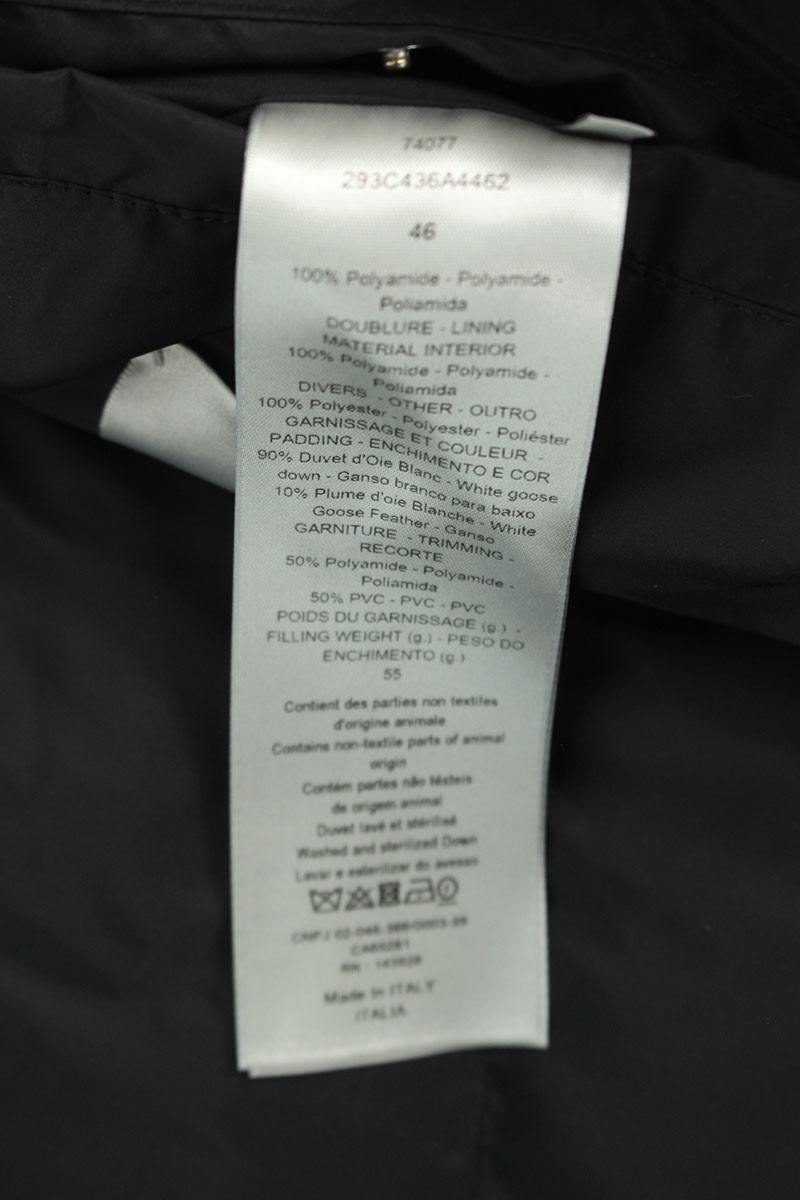 74077
293C436A4462
46
100% Polyamide - Polyamide -
Poliamida
DOUBLURE - LINING
MATERIAL INTERIOR
100% Polyamide - Polyamide -
Poliamida
DIVERS - OTHER - OUTRO
100% Polyester - Polyester - Poliéster
GARNISSAGE ET COULEUR -
PADDING - ENCHIMENTO E COR
90% Duvet d'Oie Blanc - White goose
down - Ganso branco para baixo
10% Plume d'oie Blanche - White
Goose Feather - Ganso
GARNITURE - TRIMMING -
RECORTE
50% Polyamide - Polyamide -
Poliamida
50% PVC - PVC - PVC
POIDS DU GARNISSAGE (g.) -
FILLING WEIGHT (g.) - PESO DO
ENCHIMENTO (g.)
55
Contient des parties non textiles
d'origine animale
Contains non-textile parts of animal
origin
Contém partes não têxteis
de origem animal
Duvet lavé et stérilisé
Washed and sterilized Down
Lavar e esterilizar do avesso
Made in ITALY
ITALIA